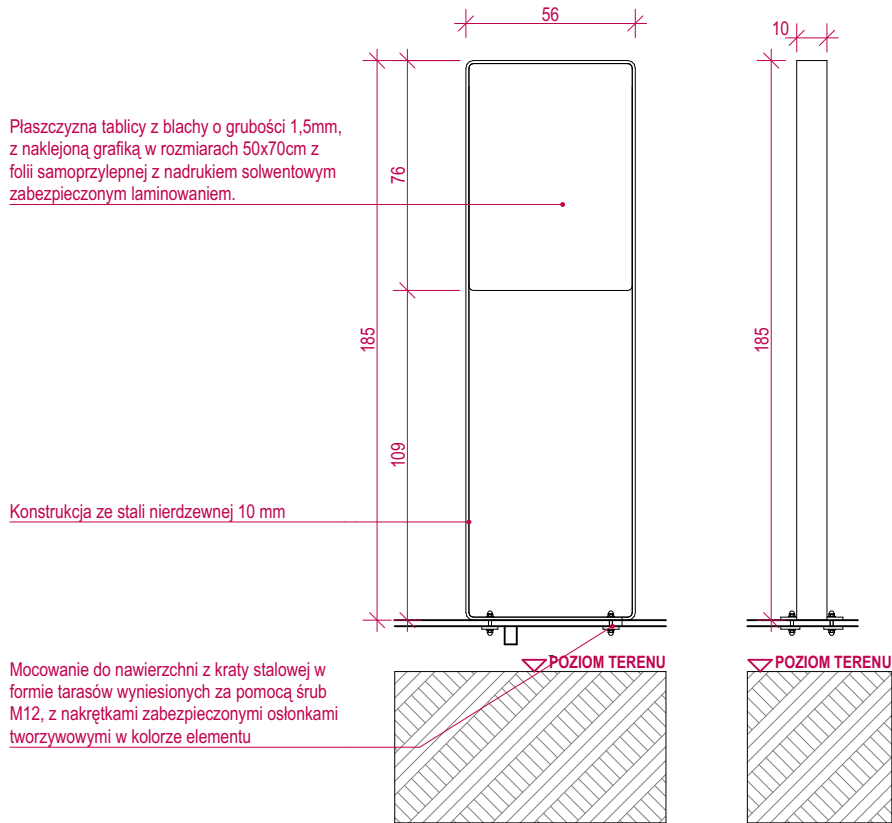 56
10
Płaszczyzna tablicy z blachy o grubości 1,5mm,
z naklejoną grafiką w rozmiarach 50x70cm z
folii samoprzylepnej z nadrukiem solwentowym
zabezpieczonym laminowaniem.
76
185
185
109
Konstrukcja ze stali nierdzewnej 10 mm
Mocowanie do nawierzchni z kraty stalowej w
formie tarasów wyniesionych za pomocą śrub
M12, z nakrętkami zabezpieczonymi osłonkami
tworzywowymi w kolorze elementu
POZIOM TERENU
POZIOM TERENU